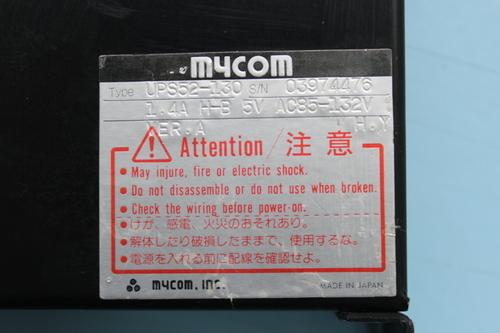 mycom
Type UPS52-130 S/N 03974476
1.4A H-B 5V AC85-132V
VER.A H.Y
Attention/注意
• May injure, fire or electric shock.
• Do not disassemble or do not use when broken.
• Check the wiring before power-on.
•けが、感電、火災のおそれあり。
•解体したり破損したままで、使用するな。
•電源を入れる前に配線を確認せよ。
mycom, inc. MADE IN JAPAN